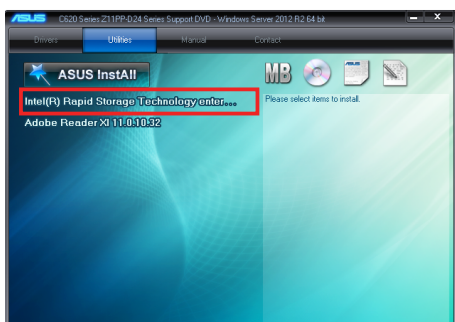 ASUS C620 Series Z11PP-D24 Series Support DVD - Windows Server 2012 R2 64 bit
Drivers Utilities Manual Contact
ASUS InstAll
MB
Intel(R) Rapid Storage Technology enter...
Please select items to install.
Adobe Reader XI 11.0.10.32